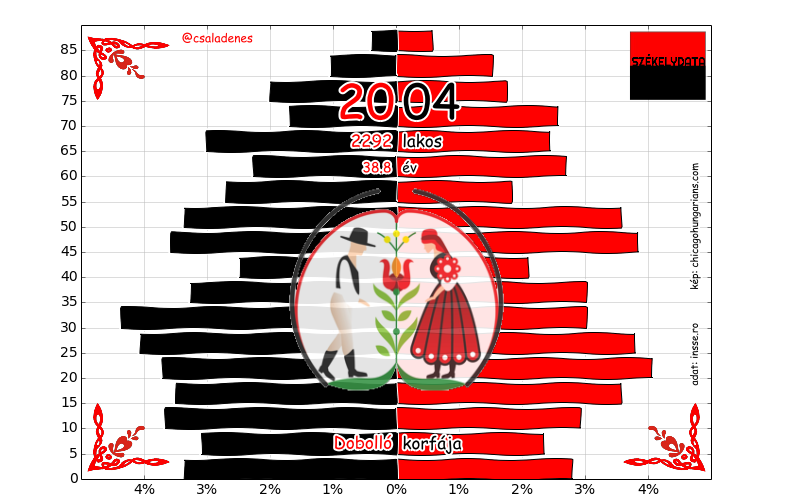 @csaladenes
SZÉKELYDATA
2004
2292 lakos
38.8 év
kép: chicagohungarians.com
adat: insse.ro
Dobolló korfája
85
80
75
70
65
60
55
50
45
40
35
30
25
20
15
10
5
0
4% 3% 2% 1% 0% 1% 2% 3% 4%